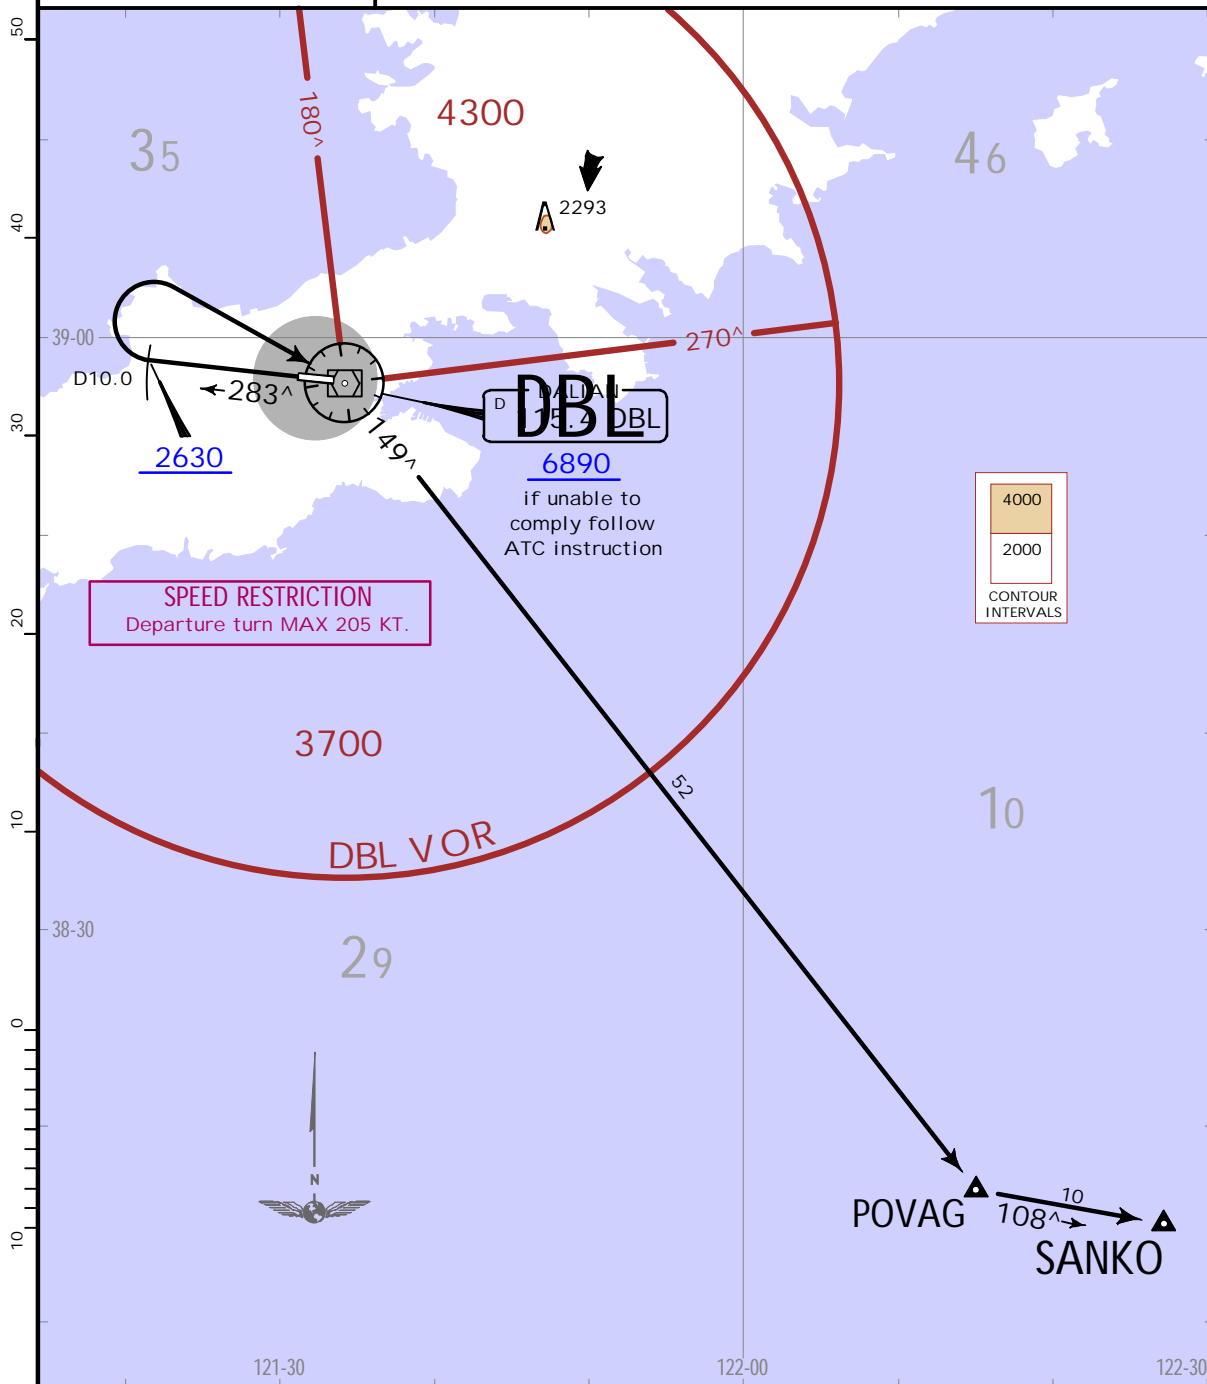 50
180^
4300
35
46
2293
40
39-00
270^
D10.0
283^
DALIAN
D
115.4 DBL
DBL
30
149^
2630
6890
if unable to
comply follow
ATC instruction
4000
2000
CONTOUR
INTERVALS
SPEED RESTRICTION
Departure turn MAX 205 KT.
20
3700
52
10
10
DBL VOR
38-30
29
0
N
10
POVAG
108^
10
SANKO
121-30
122-00
122-30